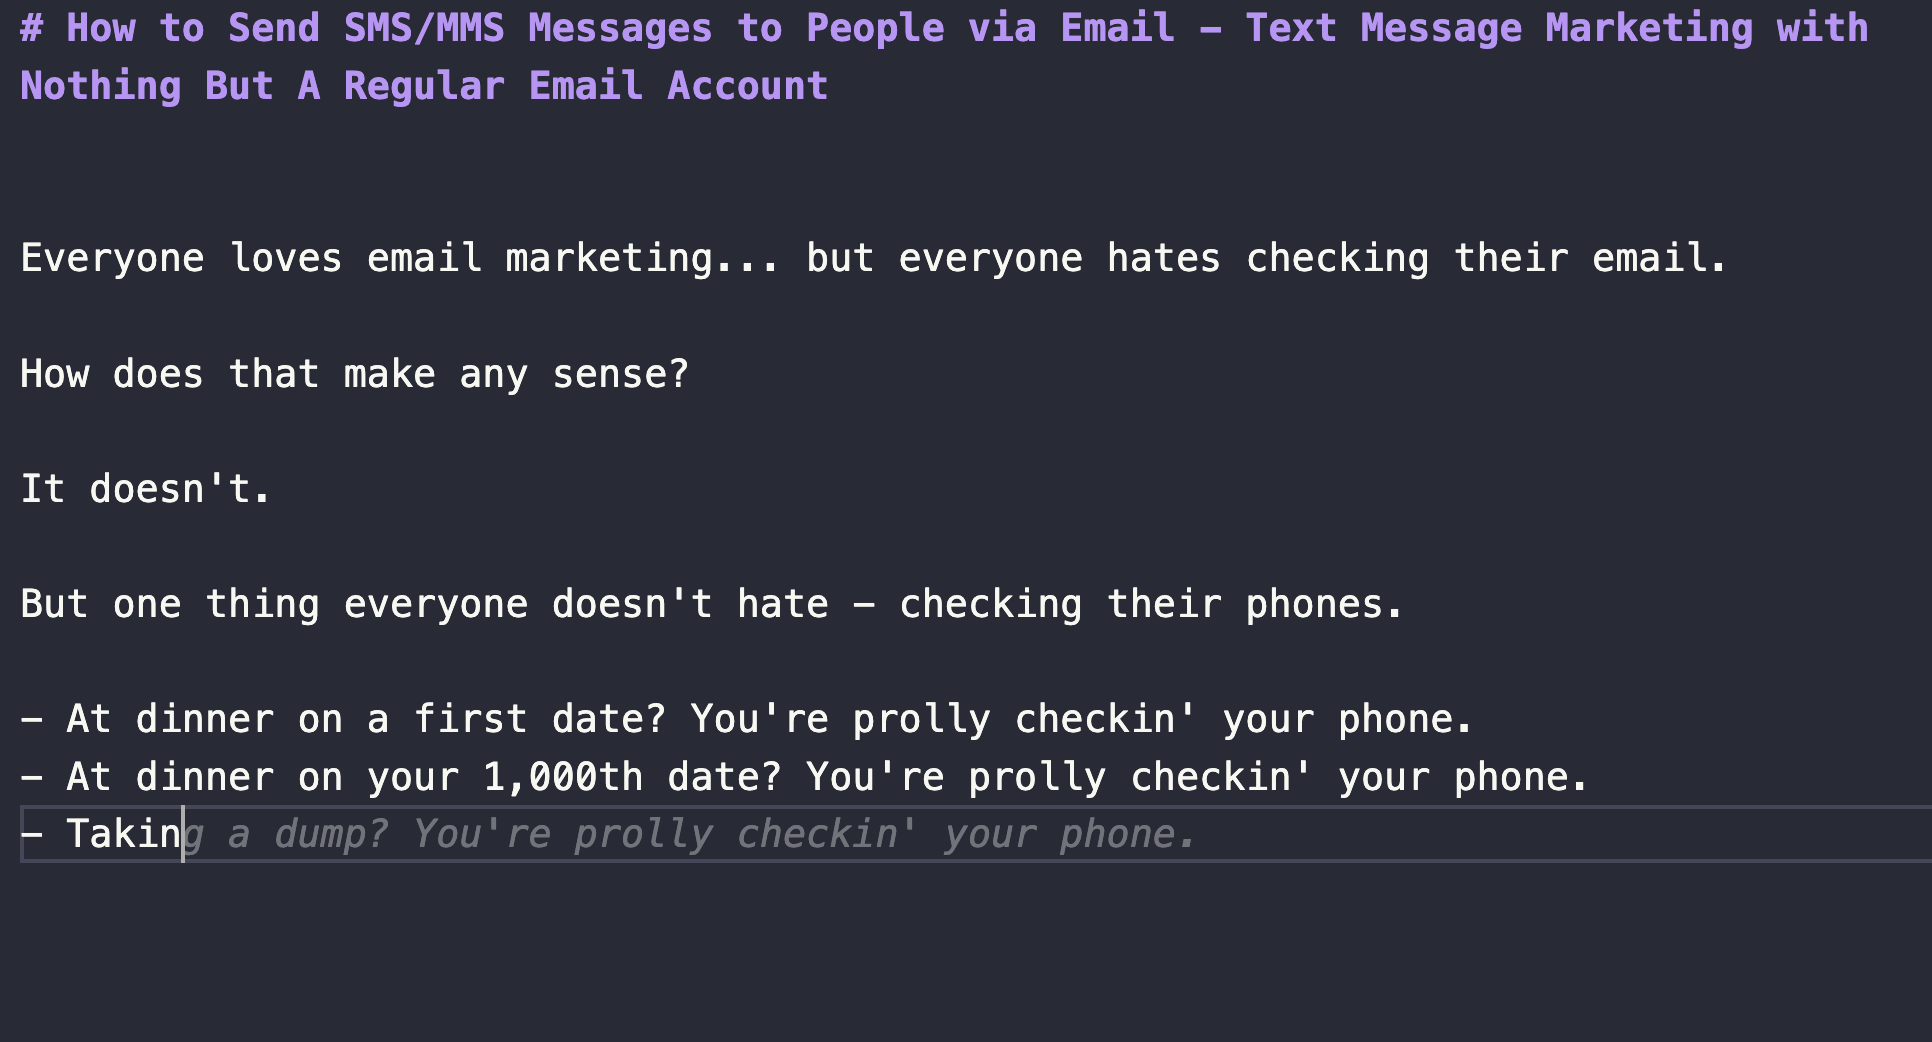 # How to Send SMS/MMS Messages to People via Email - Text Message Marketing with
Nothing But A Regular Email Account
Everyone loves email marketing... but everyone hates checking their email.
How does that make any sense?
It doesn't.
But one thing everyone doesn't hate - checking their phones.
- At dinner on a first date? You're prolly checkin' your phone.
- At dinner on your 1,000th date? You're prolly checkin' your phone.
- Taking a dump? You're prolly checkin' your phone.